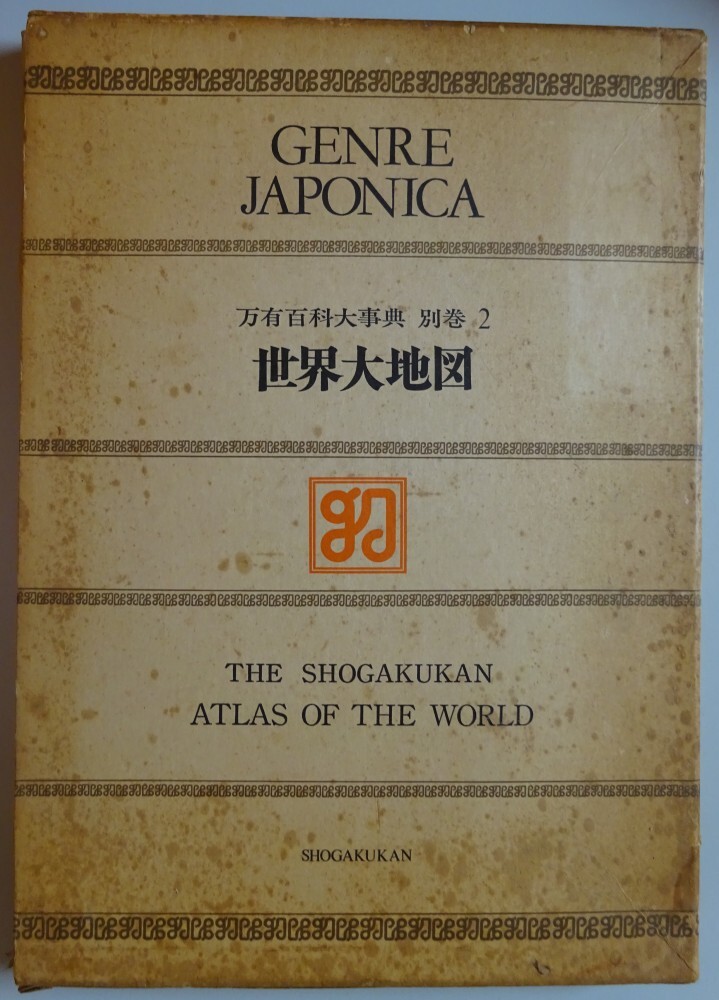 GENRE
JAPONICA
万有百科大事典 別巻 2
世界大地図
THE SHOGAKUKAN
ATLAS OF THE WORLD
SHOGAKUKAN